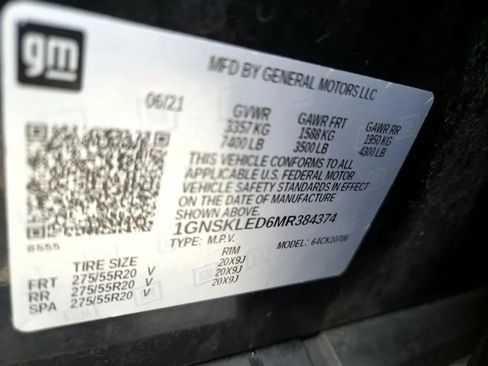 gm
MFD BY GENERAL MOTORS LLC
06/21 GVWR GAWR FRT GAWR RR
3357 KG 1588 KG 1950 KG
7400 LB 3500 LB 4300 LB
THIS VEHICLE CONFORMS TO ALL
APPLICABLE U.S. FEDERAL MOTOR
VEHICLE SAFETY STANDARDS IN EFFECT
ON THE DATE OF MANUFACTURE
SHOWN ABOVE.
1GNSKLED6MR384374
8555 TYPE: M.P.V. MODEL: 64CK10706
TIRE SIZE RIM
FRT 275/55R20 V 20X9J
RR 275/55R20 V 20X9J
SPA 275/55R20 V 20X9J